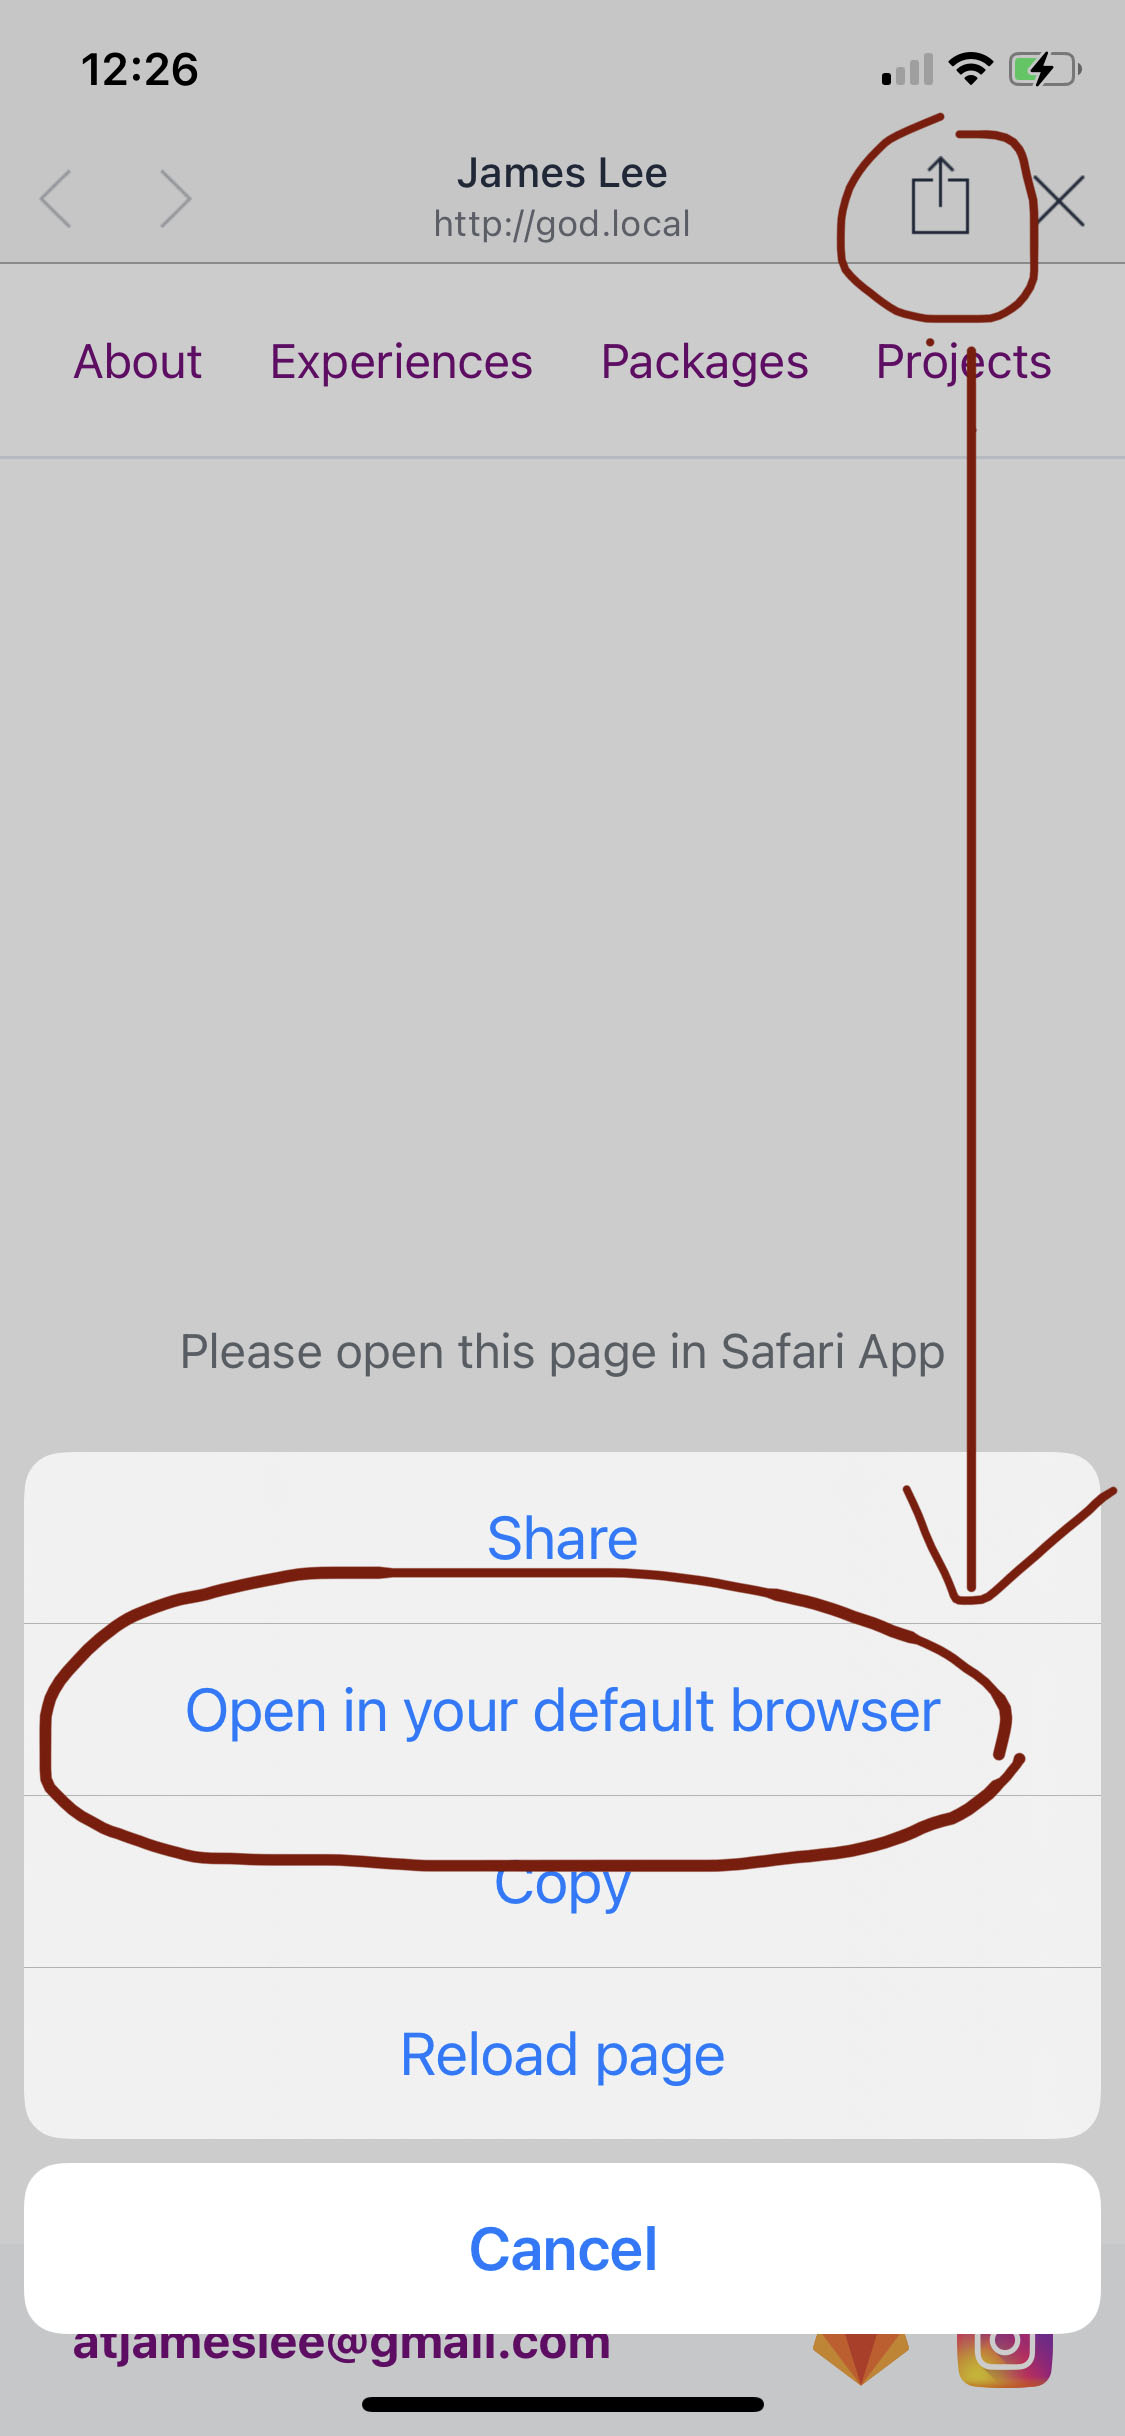 12:26
James Lee
http://god.local
About Experiences Packages Projects
Please open this page in Safari App
Share
Open in your default browser
Copy
Reload page
Cancel
atjameslee@gmail.com